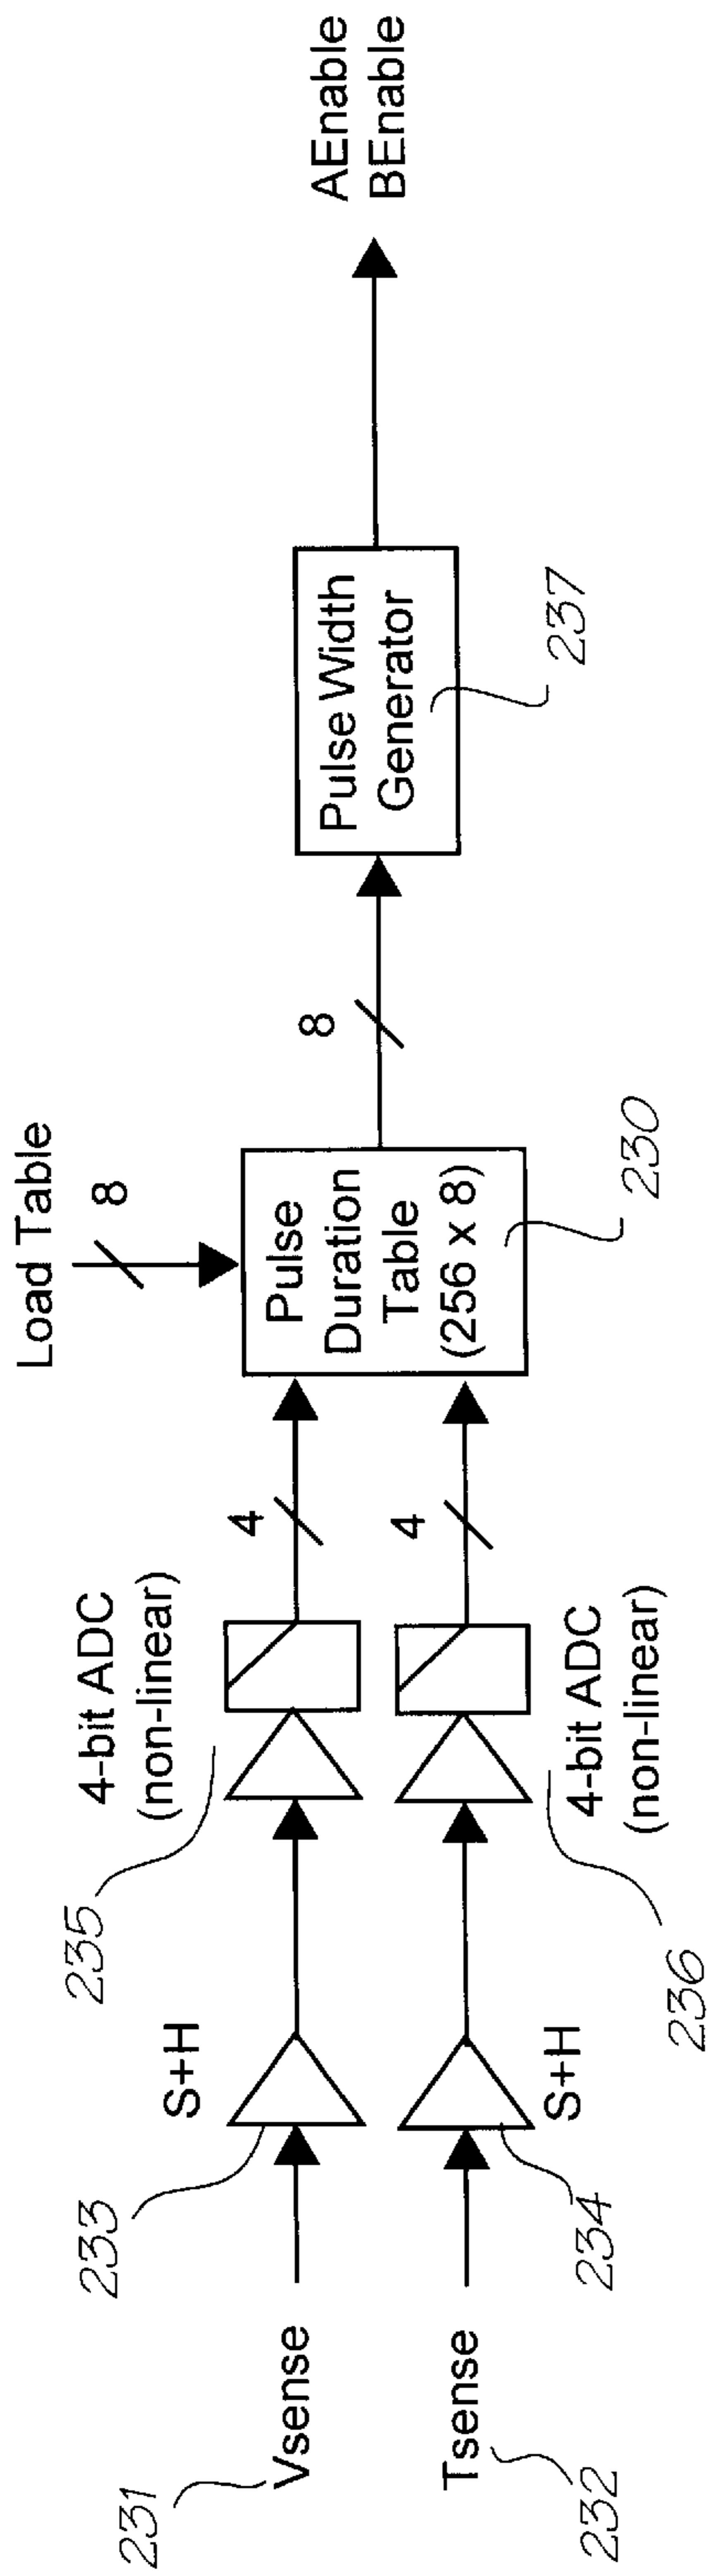 Load Table
8
AEnable
BEnable
4-bit ADC
(non-linear)
235
S+H
233
231
Vsense
4
Pulse
Duration
Table
(256 x 8)
230
8
Pulse Width
Generator
237
Tsense
232
S+H
234
4
4-bit ADC
(non-linear)
236